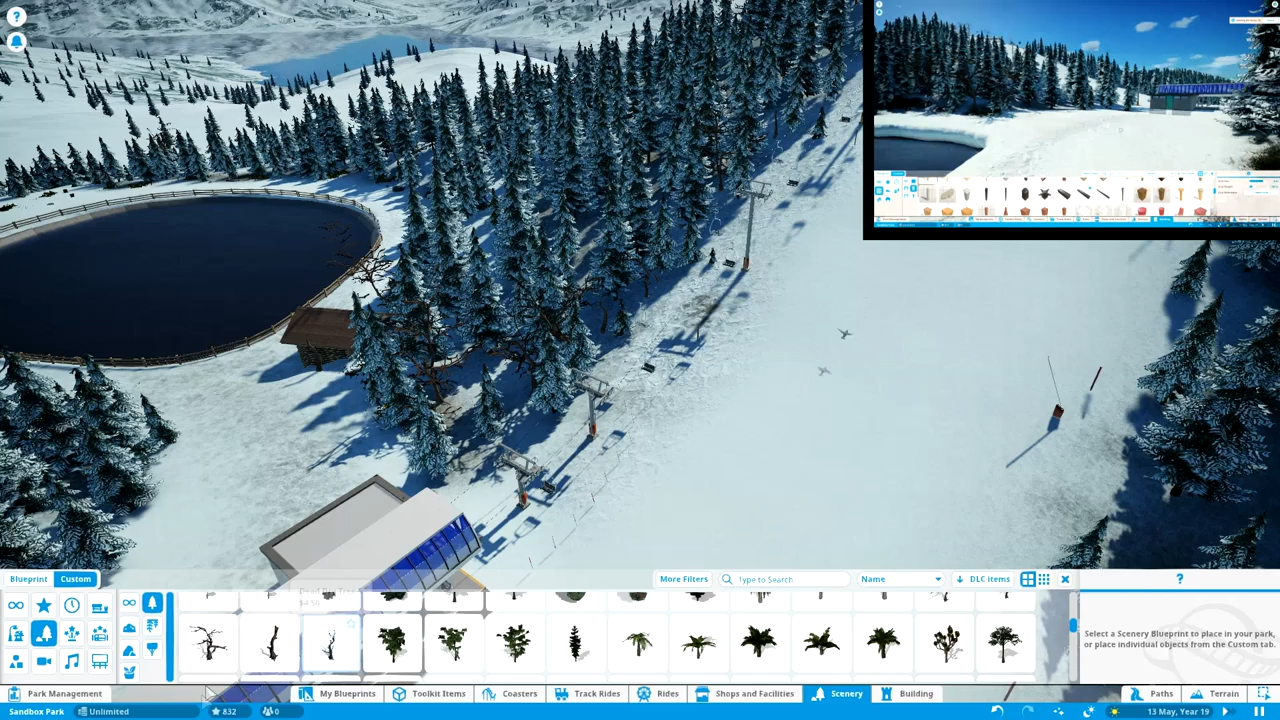 Blueprint Custom More Filters Type to Search Name DLC items ?
Select a Scenery Blueprint to place in your park,
or place individual objects from the Custom tab.
Park Management My Blueprints Toolkit Items Coasters Track Rides Rides Shops and Facilities Scenery Building Paths Terrain
Sandbox Park Unlimited 832 0 13 May, Year 19